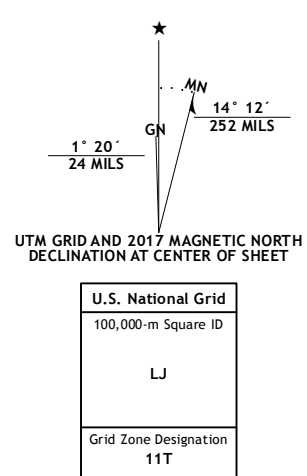 MN
14° 12´
252 MILS
GN
1° 20´
24 MILS
UTM GRID AND 2017 MAGNETIC NORTH
DECLINATION AT CENTER OF SHEET
U.S. National Grid
100,000-m Square ID
LJ
Grid Zone Designation
11T